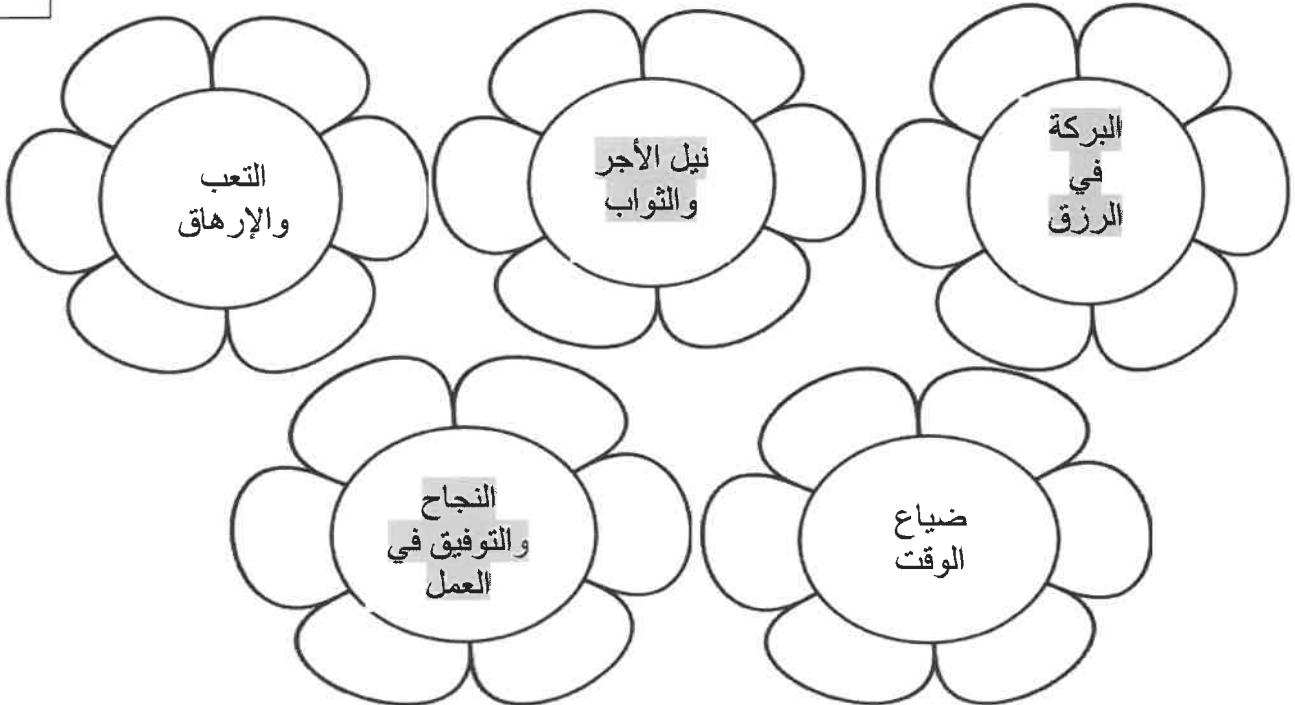 البركة
في
الرزق
نيل الأجر
والثواب
التعب
والإرهاق
ضياع
الوقت
النجاح
والتوفيق في
العمل